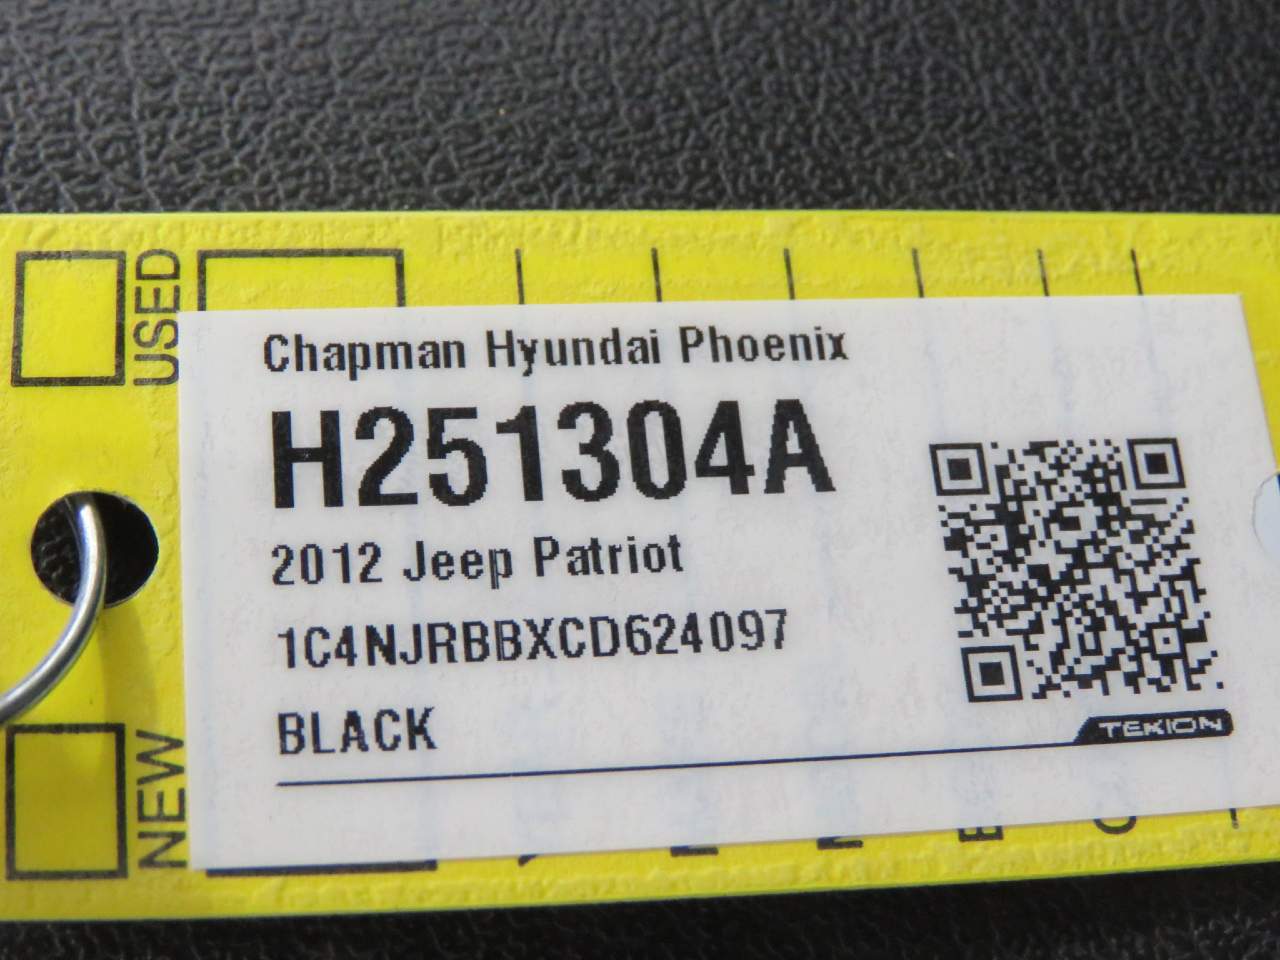 USED
Chapman Hyundai Phoenix
H251304A
2012 Jeep Patriot
1C4NJRBBXCD624097
BLACK
TEKION
NEW